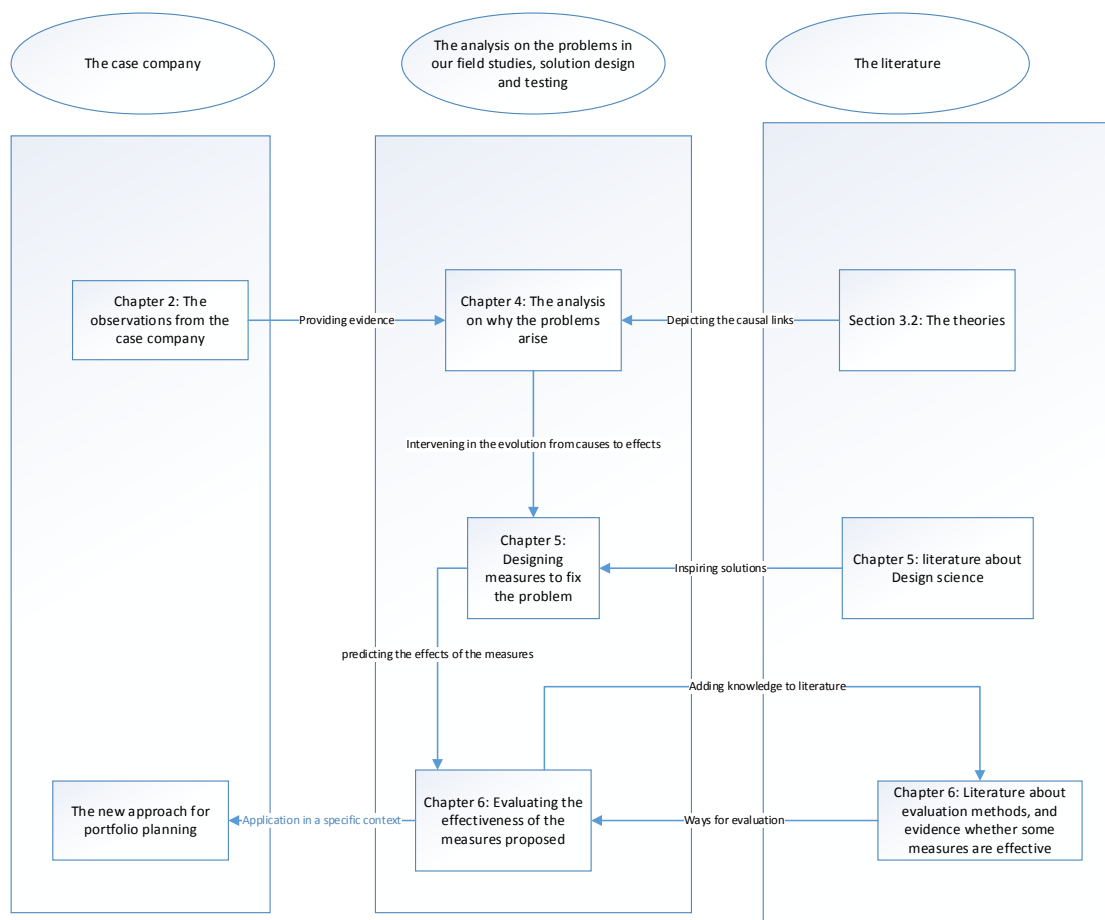 The case company
The analysis on the problems in
our field studies, solution design
and testing
The literature
Chapter 2: The
observations from the
case company
Providing evidence
Chapter 4: The analysis
on why the problems
arise
Depicting the causal links
Section 3.2: The theories
Intervening in the evolution from causes to effects
Chapter 5:
Designing
measures to fix
the problem
Inspiring solutions
Chapter 5: literature about
Design science
predicting the effects of the measures
Adding knowledge to literature
The new approach for
portfolio planning
Application in a specific context
Chapter 6: Evaluating the
effectiveness of the
measures proposed
Ways for evaluation
Chapter 6: Literature about
evaluation methods, and
evidence whether some
measures are effective